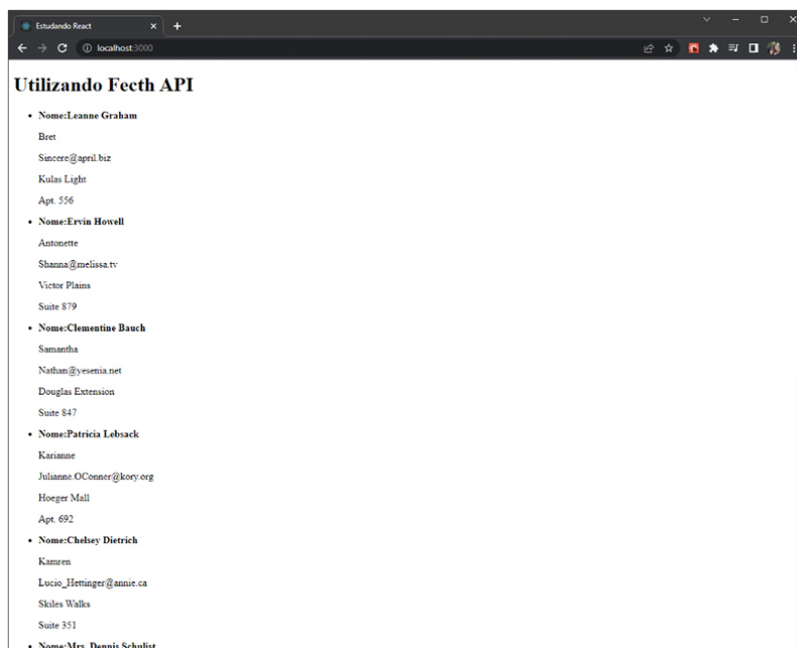 Estudando React
localhost:3000
Utilizando Fecth API
Nome:Leanne Graham
Bret
Sincere@april.biz
Kulas Light
Apt. 556
Nome:Ervin Howell
Antonette
Shanna@melissa.tv
Victor Plains
Suite 879
Nome:Clementine Bauch
Samantha
Nathan@yesenia.net
Douglas Extension
Suite 847
Nome:Patricia Lebsack
Karianne
Julianne.OConner@kory.org
Hoeger Mall
Apt. 692
Nome:Chelsey Dietrich
Kamren
Lucio_Hettinger@annie.ca
Skiles Walks
Suite 351
Nome:Mrs. Dennis Schulist